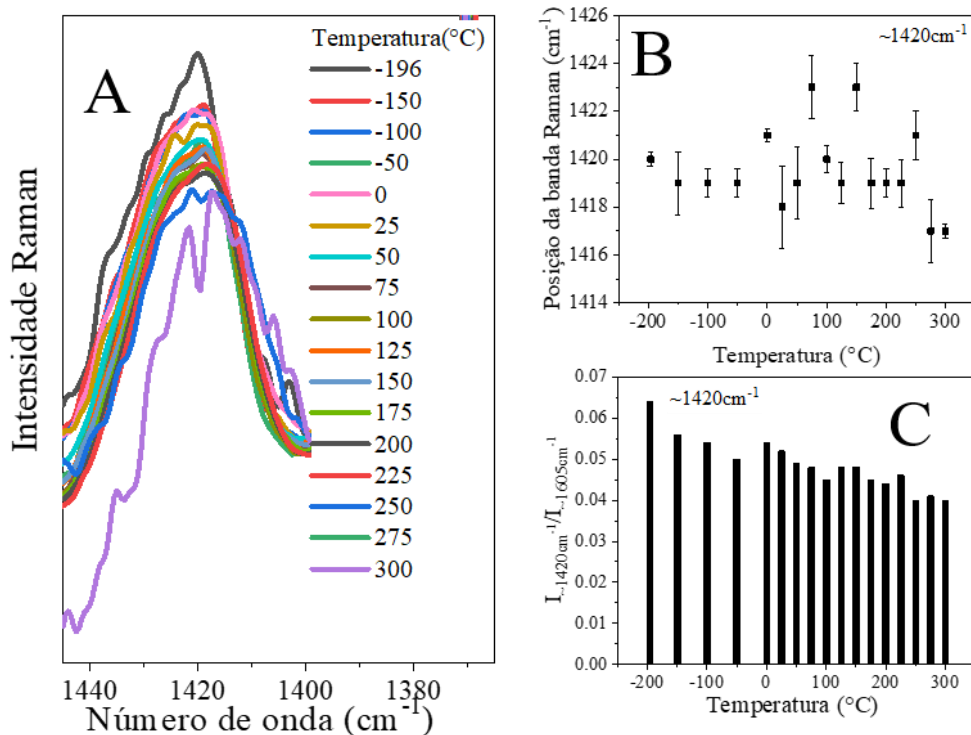 A
Temperatura(°C)
-196
-150
-100
-50
0
25
50
75
100
125
150
175
200
225
250
275
300
Intensidade Raman
1440 1420 1400 1380
Número de onda (cm⁻¹)
B
~1420cm⁻¹
Posição da banda Raman (cm⁻¹)
1426
1424
1422
1420
1418
1416
1414
-200 -100 0 100 200 300
Temperatura (°C)
C
~1420cm⁻¹
I~1420cm⁻¹/I~1605cm⁻¹
0.07
0.06
0.05
0.04
0.03
0.02
0.01
0.00
-200 -100 0 100 200 300
Temperatura (°C)